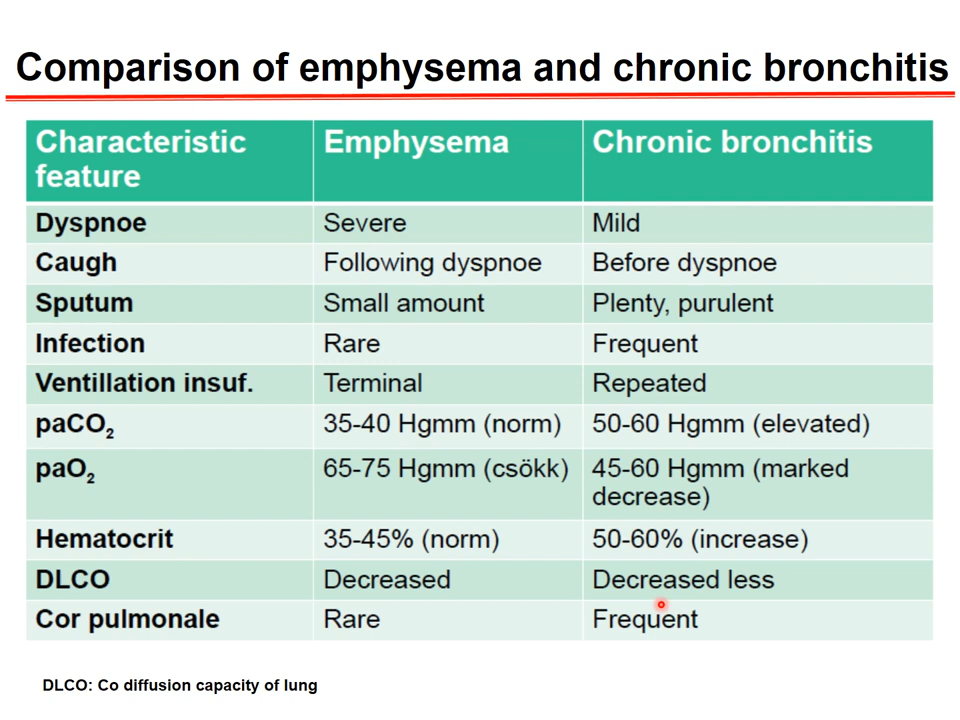 Comparison of emphysema and chronic bronchitis
Characteristic feature Emphysema Chronic bronchitis
Dyspnoe Severe Mild
Caugh Following dyspnoe Before dyspnoe
Sputum Small amount Plenty, purulent
Infection Rare Frequent
Ventillation insuf. Terminal Repeated
paCO₂ 35-40 Hgmm (norm) 50-60 Hgmm (elevated)
paO₂ 65-75 Hgmm (csökk) 45-60 Hgmm (marked decrease)
Hematocrit 35-45% (norm) 50-60% (increase)
DLCO Decreased Decreased less
Cor pulmonale Rare Frequent
DLCO: Co diffusion capacity of lung